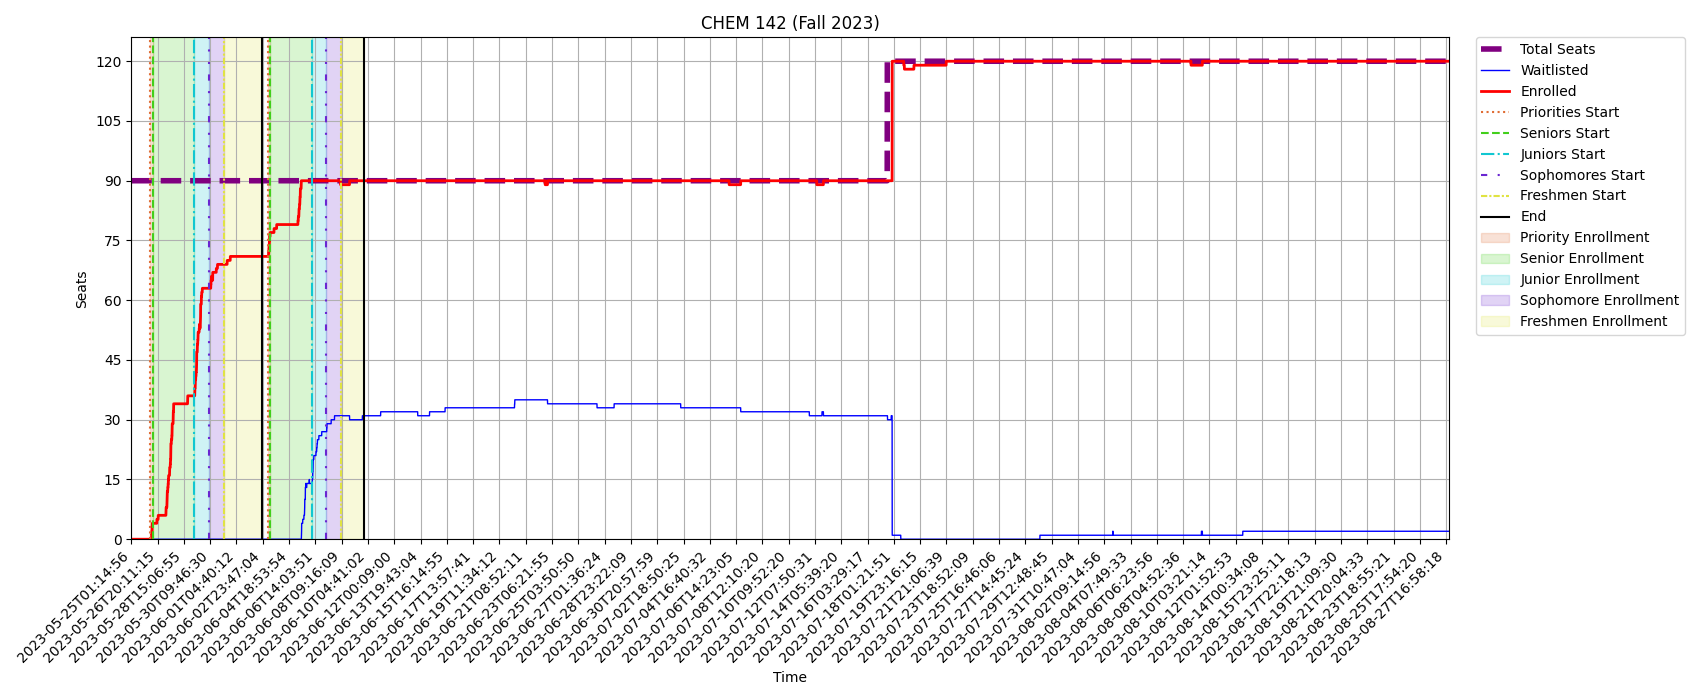 CHEM 142 (Fall 2023)
Seats
120
105
90
75
60
45
30
15
0
2023-05-25T01:14:56
2023-05-26T20:11:15
2023-05-28T15:06:55
2023-05-30T09:46:30
2023-06-01T04:40:12
2023-06-02T23:47:04
2023-06-04T18:53:54
2023-06-06T14:03:51
2023-06-08T09:16:09
2023-06-10T04:41:02
2023-06-12T00:09:00
2023-06-13T19:43:04
2023-06-15T16:14:55
2023-06-17T13:57:41
2023-06-19T11:34:12
2023-06-21T08:52:11
2023-06-23T06:21:55
2023-06-25T03:50:50
2023-06-27T01:36:24
2023-06-28T23:22:09
2023-06-30T20:57:59
2023-07-02T18:50:25
2023-07-04T16:40:32
2023-07-06T14:23:05
2023-07-08T12:10:20
2023-07-10T09:52:20
2023-07-12T07:50:31
2023-07-14T05:39:20
2023-07-16T03:29:17
2023-07-18T01:21:51
2023-07-19T23:16:15
2023-07-21T21:06:39
2023-07-23T18:52:09
2023-07-25T16:46:06
2023-07-27T14:45:24
2023-07-29T12:48:45
2023-07-31T10:47:04
2023-08-02T09:14:56
2023-08-04T07:49:33
2023-08-06T06:23:56
2023-08-08T04:52:36
2023-08-10T03:21:14
2023-08-12T01:52:53
2023-08-14T00:34:08
2023-08-15T23:25:11
2023-08-17T22:18:13
2023-08-19T21:09:30
2023-08-21T20:04:33
2023-08-23T18:55:21
2023-08-25T17:54:20
2023-08-27T16:58:18
Time
Total Seats
Waitlisted
Enrolled
Priorities Start
Seniors Start
Juniors Start
Sophomores Start
Freshmen Start
End
Priority Enrollment
Senior Enrollment
Junior Enrollment
Sophomore Enrollment
Freshmen Enrollment